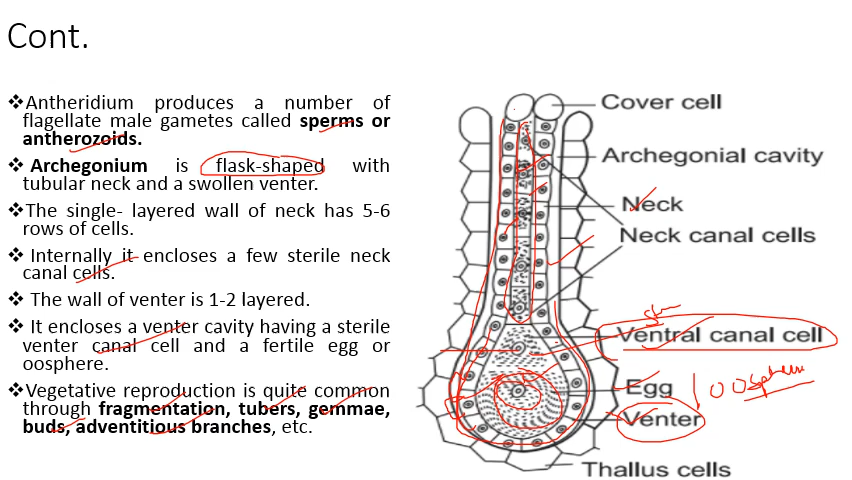 Cont.
❖Antheridium produces a number of
flagellate male gametes called sperms or
antherozoids.
❖ Archegonium is flask-shaped with
tubular neck and a swollen venter.
❖The single- layered wall of neck has 5-6
rows of cells.
❖ Internally it encloses a few sterile neck
canal cells.
❖ The wall of venter is 1-2 layered.
❖ It encloses a venter cavity having a sterile
venter canal cell and a fertile egg or
oosphere.
❖Vegetative reproduction is quite common
through fragmentation, tubers, gemmae,
buds, adventitious branches, etc.
Cover cell
Archegonial cavity
Neck
Neck canal cells
Ventral canal cell
Egg / oosphere
Venter
Thallus cells